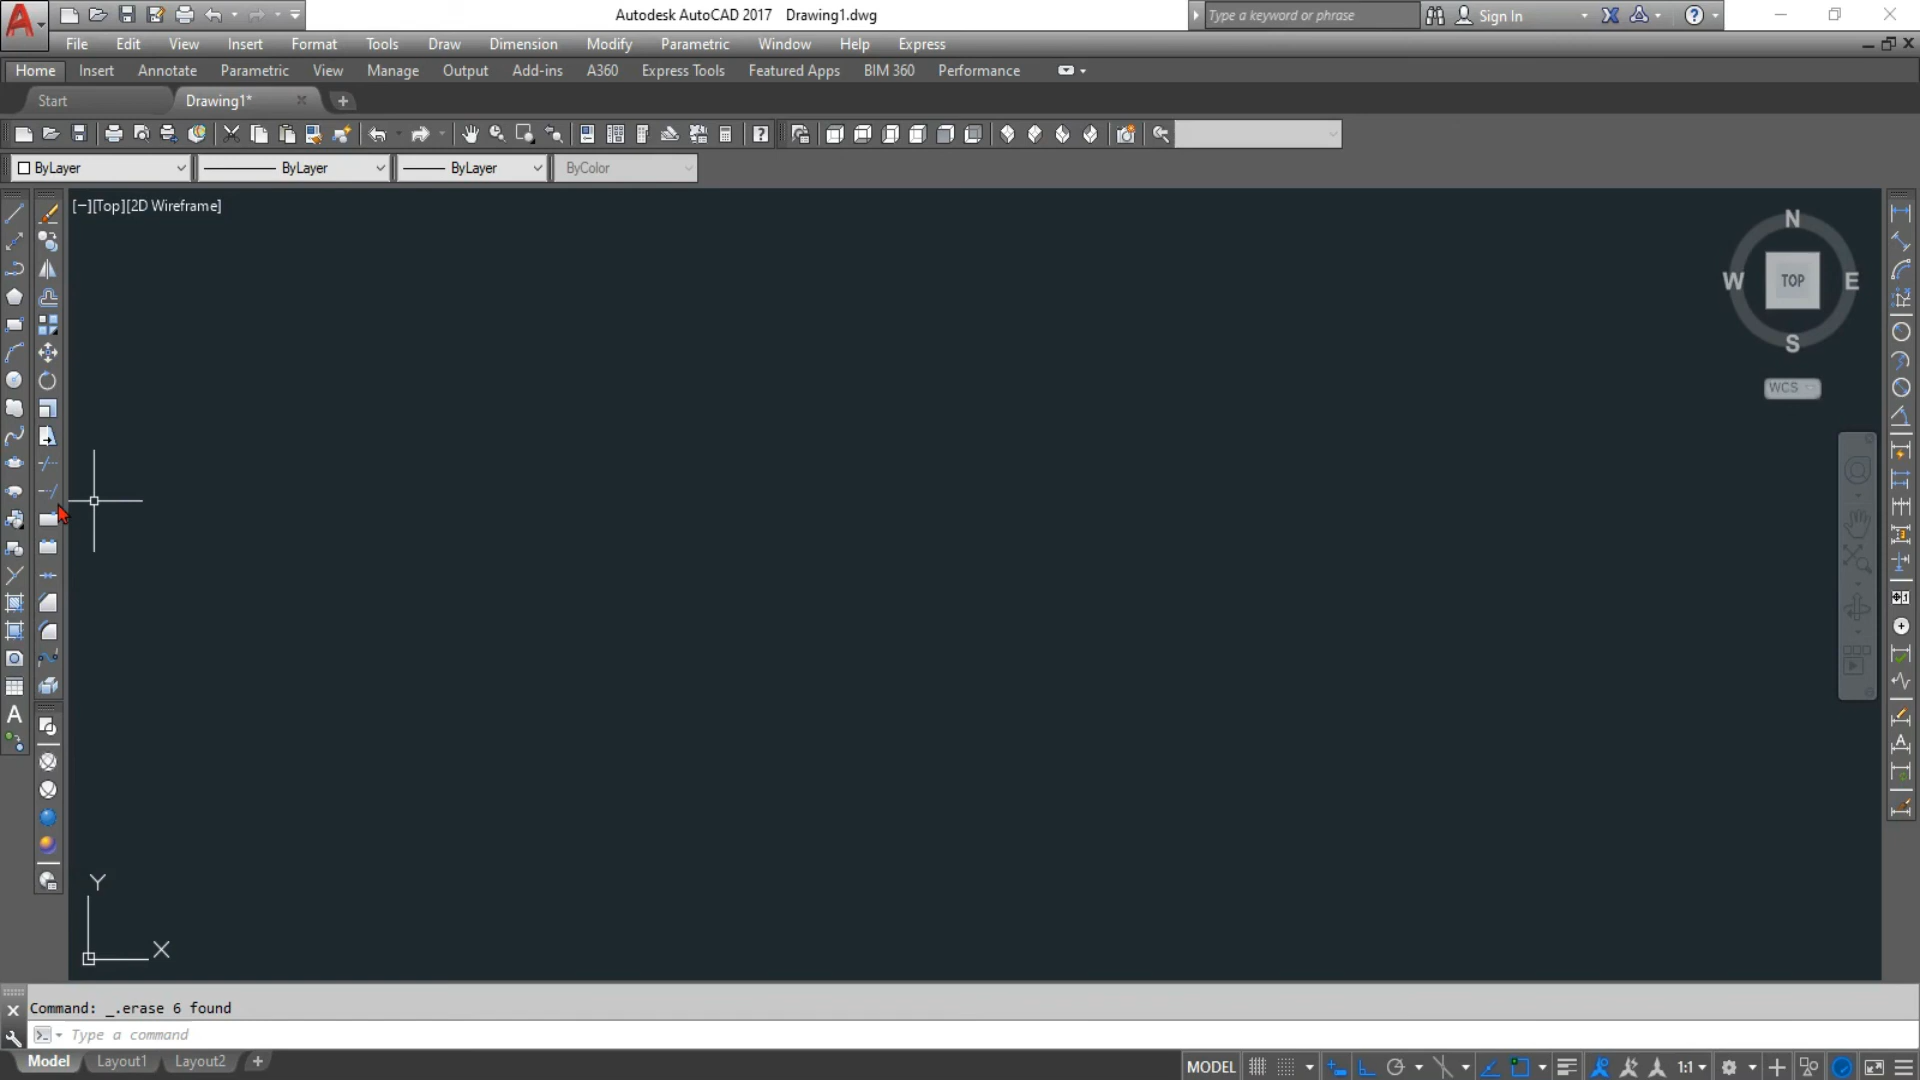 Autodesk AutoCAD 2017 Drawing1.dwg
Type a keyword or phrase
Sign In
File Edit View Insert Format Tools Draw Dimension Modify Parametric Window Help Express
Home Insert Annotate Parametric View Manage Output Add-ins A360 Express Tools Featured Apps BIM 360 Performance
Start Drawing1*
ByLayer ByLayer ByLayer ByColor
[−][Top][2D Wireframe]
N
W TOP E
S
WCS
A
Y
X
Command: _.erase 6 found
Type a command
Model Layout1 Layout2 +
MODEL 1:1